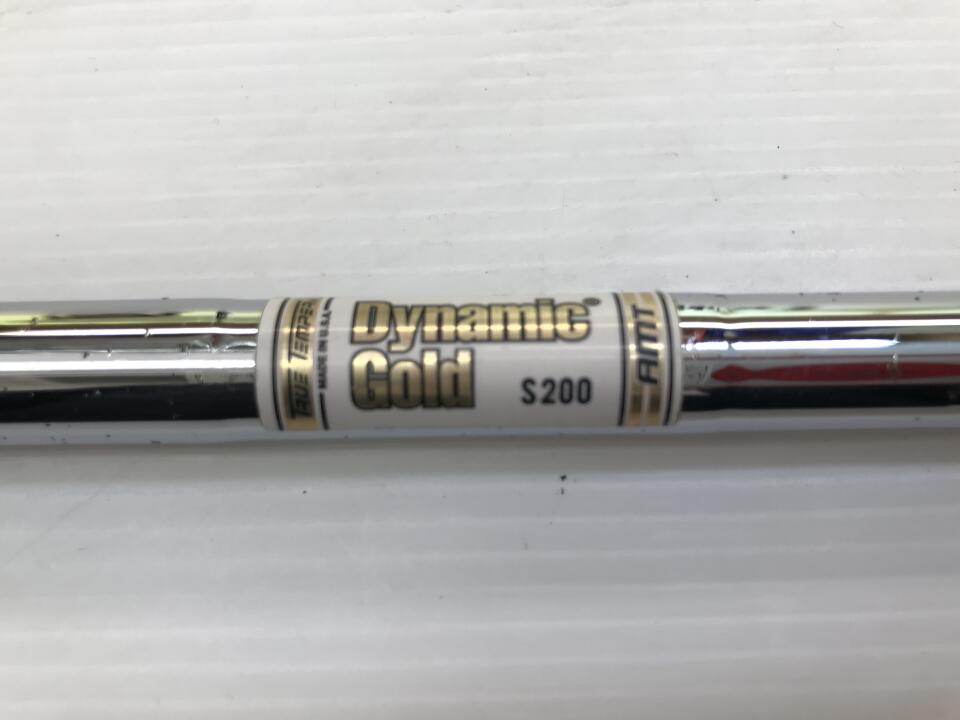 TRUE TEMPER
MADE IN U.S.A.
Dynamic®
Gold
S200
AMT